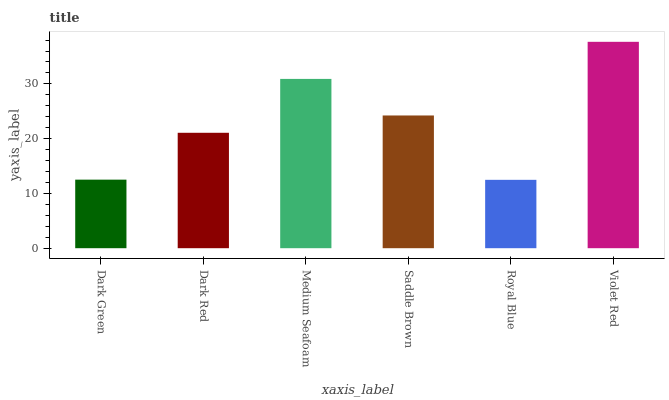 title
yaxis_label
30
20
10
0
Dark Green
Dark Red
Medium Seafoam
Saddle Brown
Royal Blue
Violet Red
xaxis_label